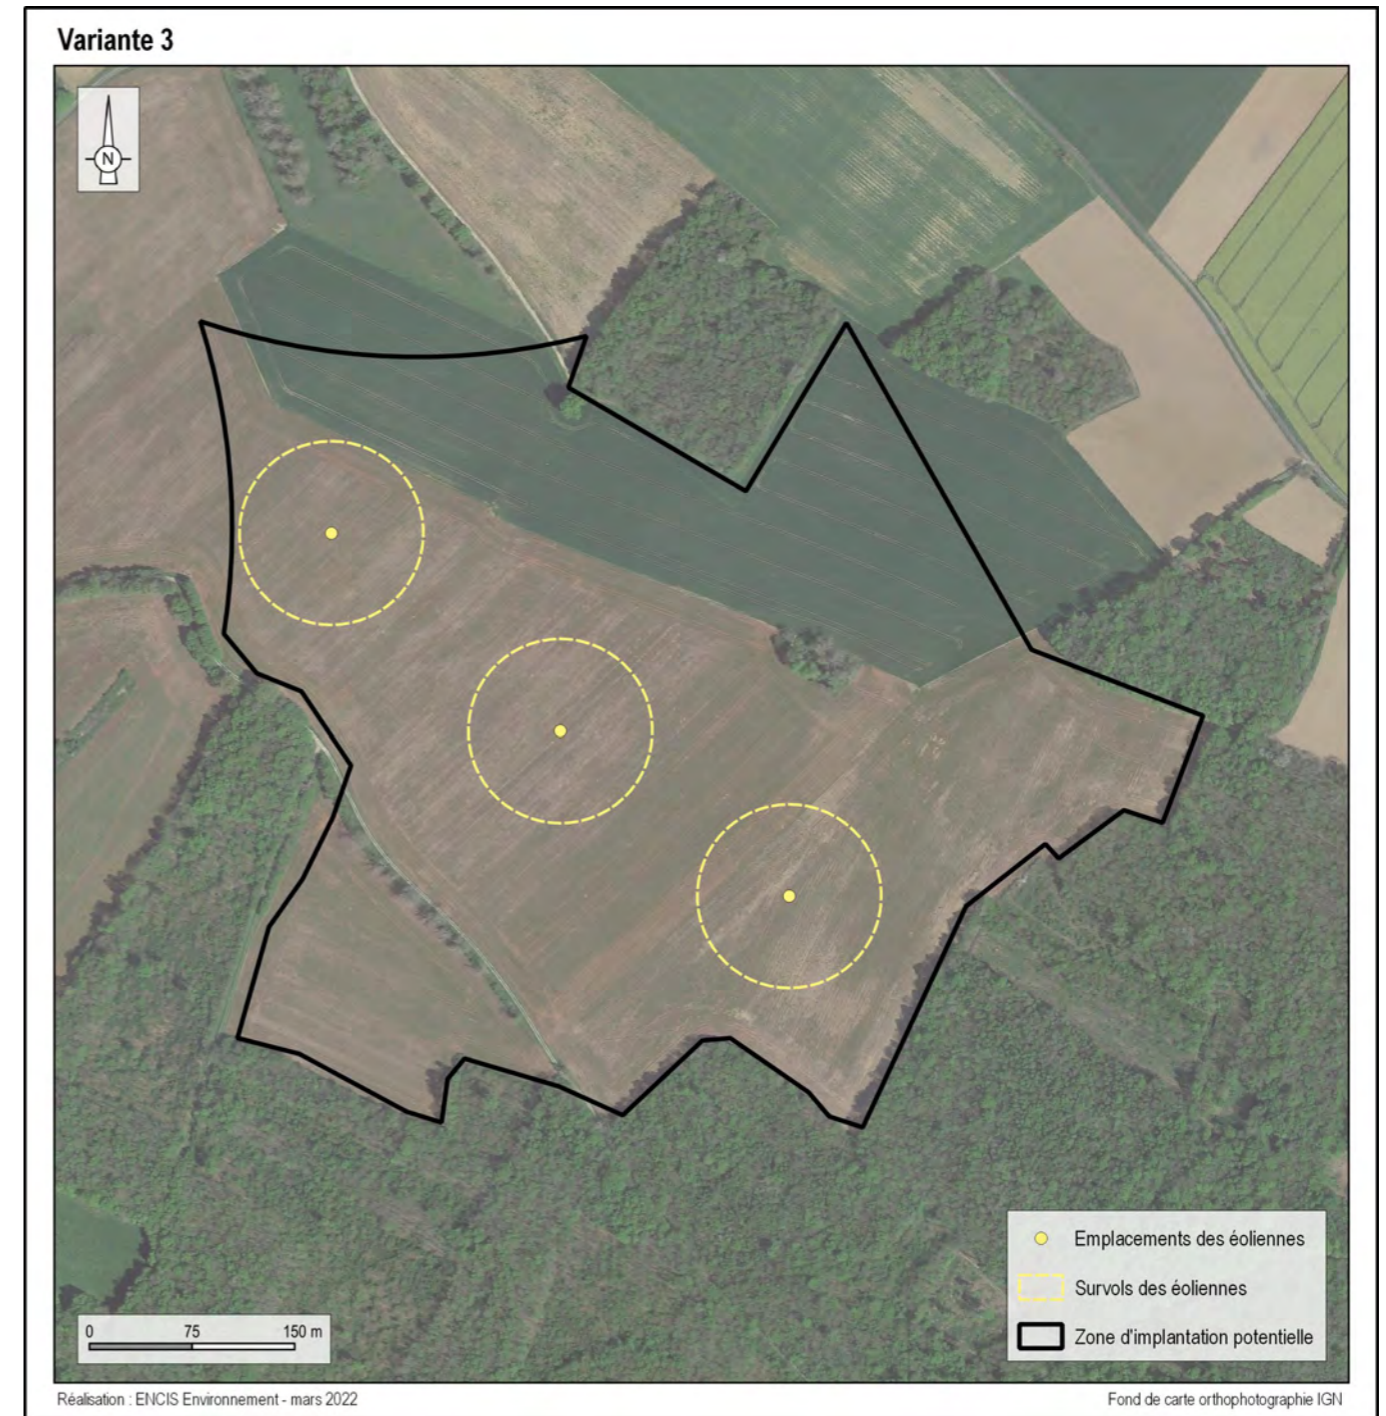 Variante 3
N
Emplacements des éoliennes
Survols des éoliennes
Zone d'implantation potentielle
0 75 150 m
Réalisation : ENCIS Environnement - mars 2022
Fond de carte orthophotographie IGN